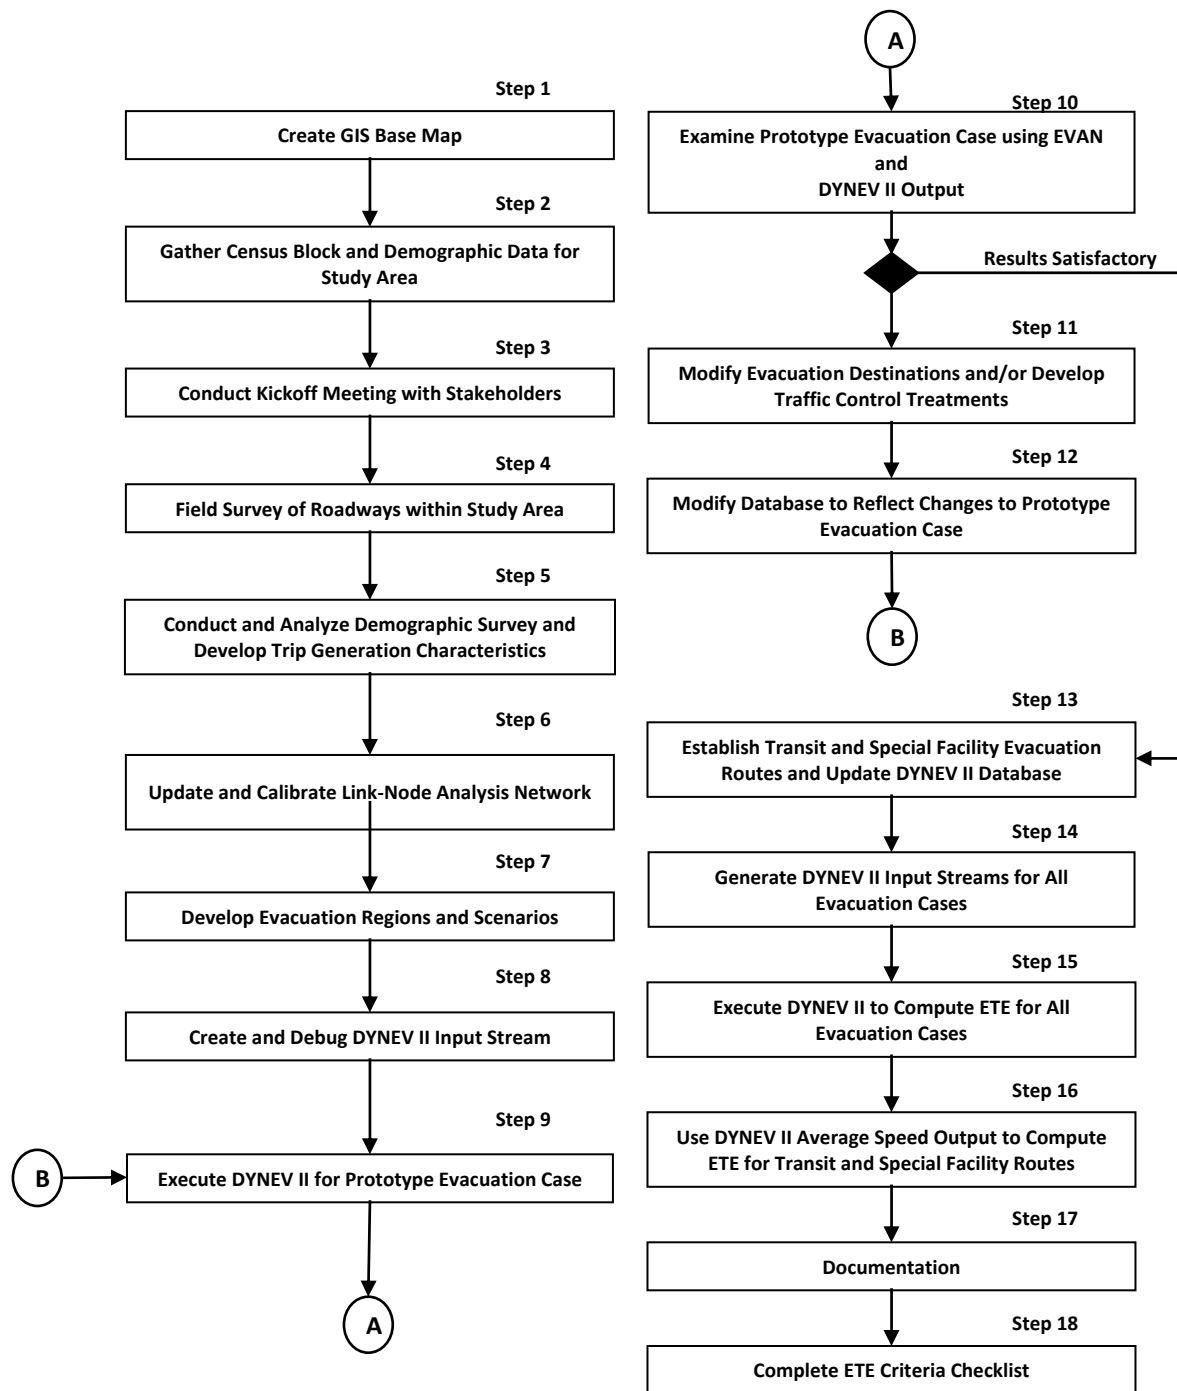 Step 1
Create GIS Base Map
Step 2
Gather Census Block and Demographic Data for
Study Area
Step 3
Conduct Kickoff Meeting with Stakeholders
Step 4
Field Survey of Roadways within Study Area
Step 5
Conduct and Analyze Demographic Survey and
Develop Trip Generation Characteristics
Step 6
Update and Calibrate Link-Node Analysis Network
Step 7
Develop Evacuation Regions and Scenarios
Step 8
Create and Debug DYNEV II Input Stream
Step 9
B
Execute DYNEV II for Prototype Evacuation Case
A
A
Step 10
Examine Prototype Evacuation Case using EVAN
and
DYNEV II Output
Results Satisfactory
Step 11
Modify Evacuation Destinations and/or Develop
Traffic Control Treatments
Step 12
Modify Database to Reflect Changes to Prototype
Evacuation Case
B
Step 13
Establish Transit and Special Facility Evacuation
Routes and Update DYNEV II Database
Step 14
Generate DYNEV II Input Streams for All
Evacuation Cases
Step 15
Execute DYNEV II to Compute ETE for All
Evacuation Cases
Step 16
Use DYNEV II Average Speed Output to Compute
ETE for Transit and Special Facility Routes
Step 17
Documentation
Step 18
Complete ETE Criteria Checklist